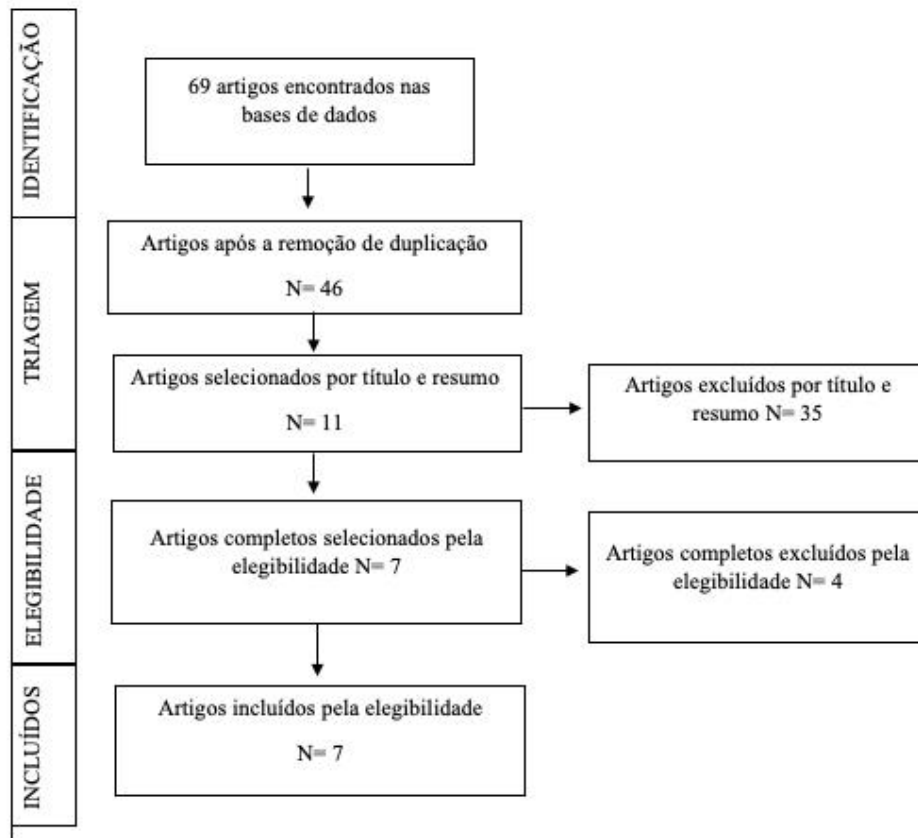 IDENTIFICAÇÃO
69 artigos encontrados nas
bases de dados
TRIAGEM
Artigos após a remoção de duplicação
N= 46
Artigos selecionados por título e resumo
N= 11
Artigos excluídos por título e
resumo N= 35
ELEGIBILIDADE
Artigos completos selecionados pela
elegibilidade N= 7
Artigos completos excluídos pela
elegibilidade N= 4
INCLUÍDOS
Artigos incluídos pela elegibilidade
N= 7